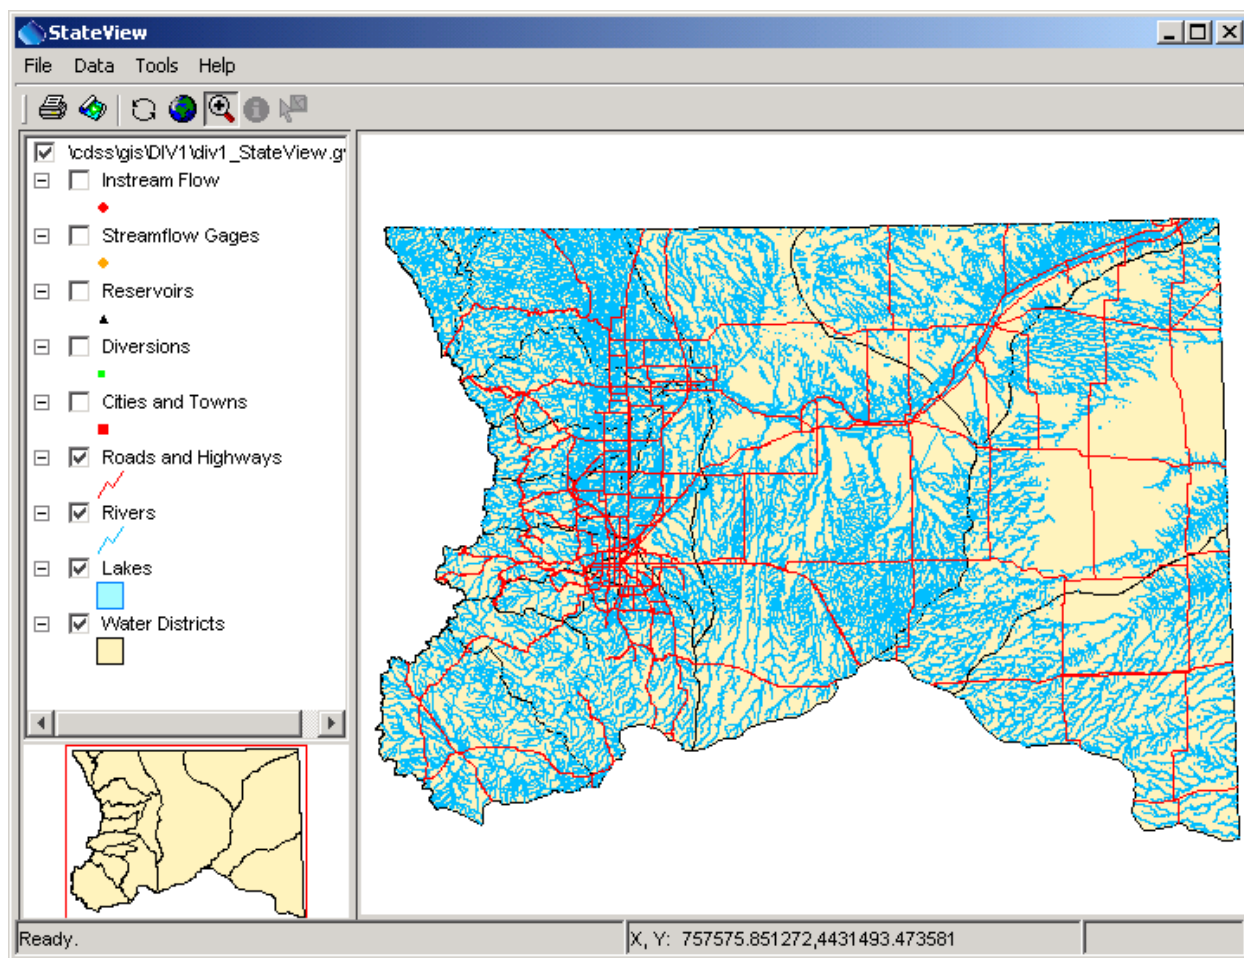 StateView
File Data Tools Help
\cdss\gis\DIV1\div1_StateView.g
Instream Flow
Streamflow Gages
Reservoirs
Diversions
Cities and Towns
Roads and Highways
Rivers
Lakes
Water Districts
Ready.
X, Y: 757575.851272,4431493.473581